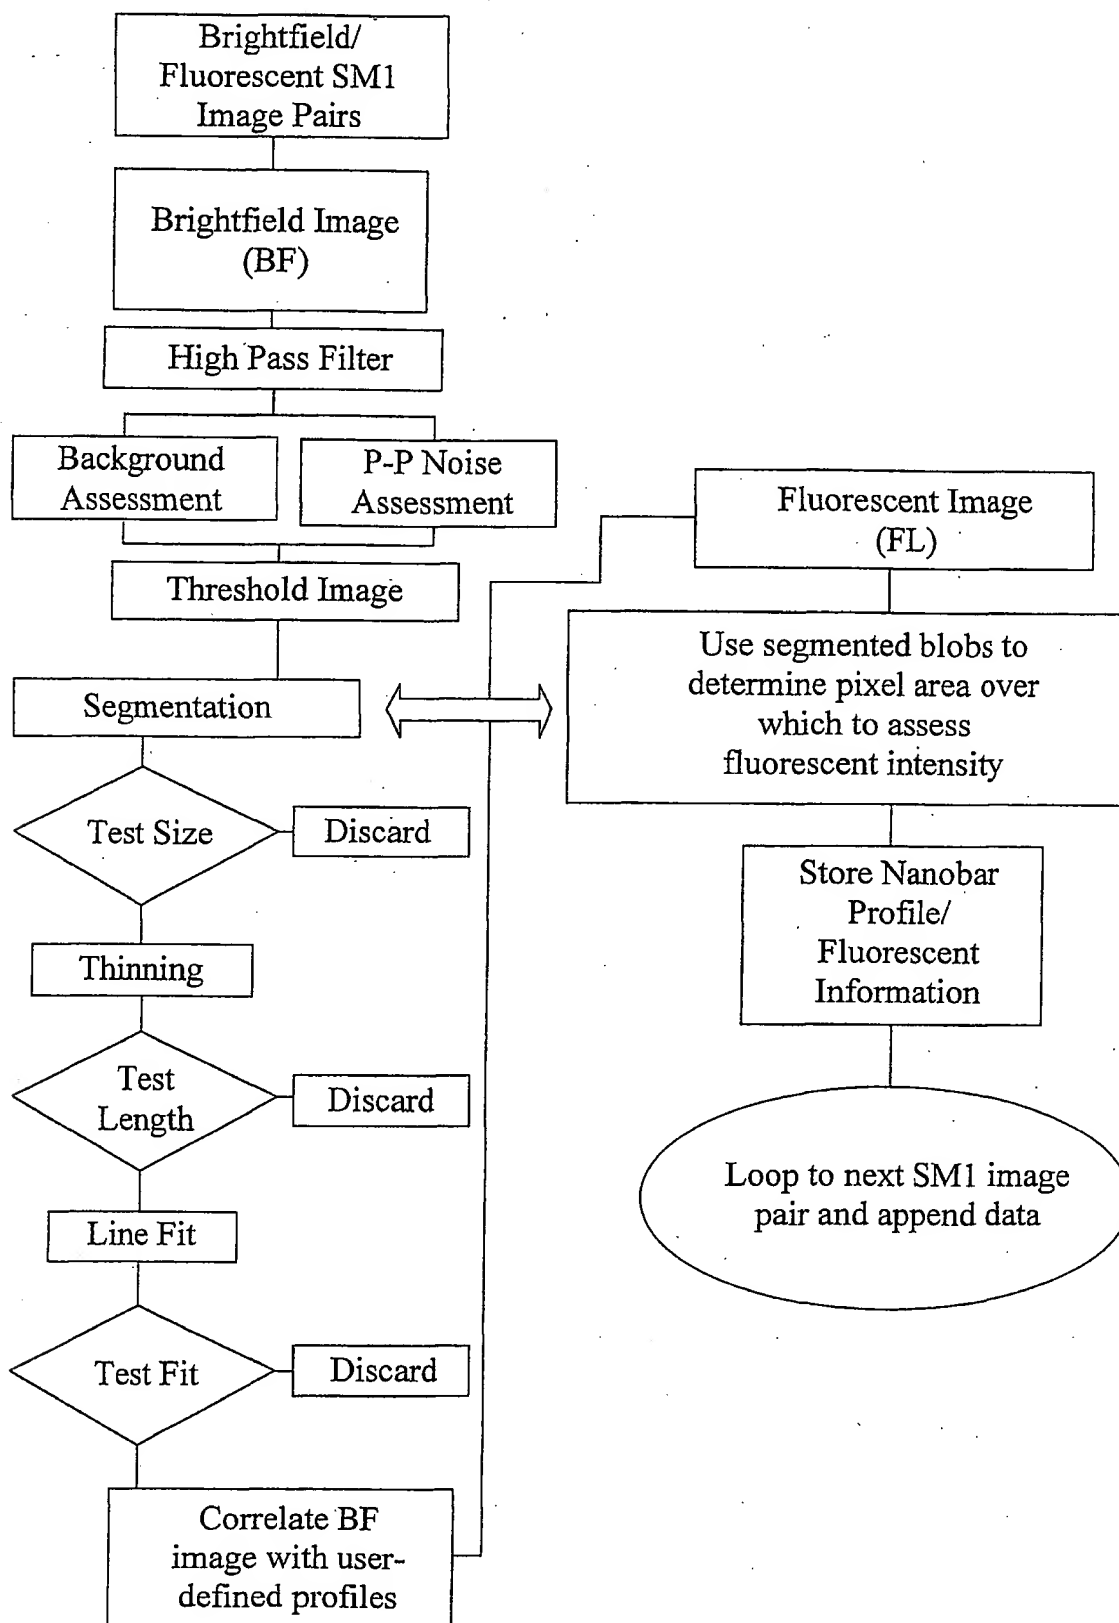 Brightfield/
Fluorescent SM1
Image Pairs
Brightfield Image
(BF)
High Pass Filter
Background
Assessment
P-P Noise
Assessment
Threshold Image
Segmentation
Test Size
Discard
Thinning
Test
Length
Discard
Line Fit
Test Fit
Discard
Correlate BF
image with user-
defined profiles
Fluorescent Image
(FL)
Use segmented blobs to
determine pixel area over
which to assess
fluorescent intensity
Store Nanobar
Profile/
Fluorescent
Information
Loop to next SM1 image
pair and append data